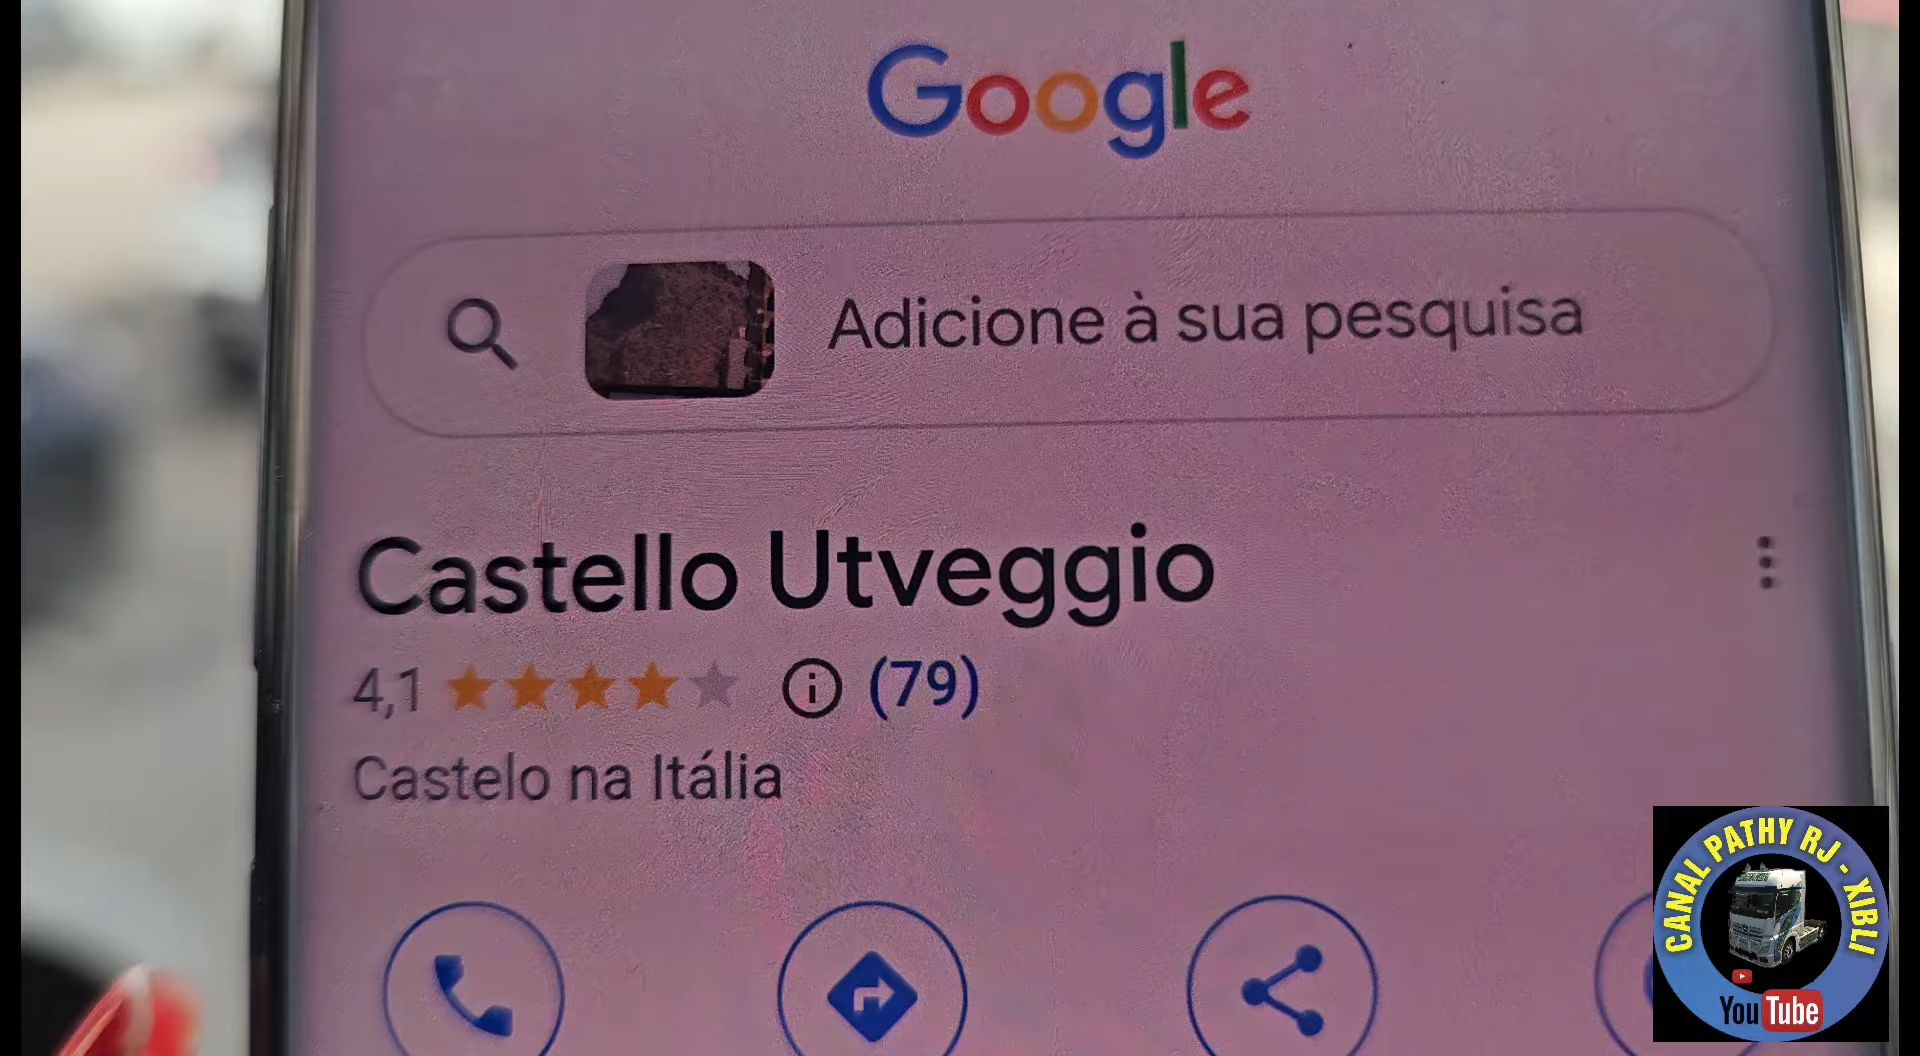 Google
Adicione à sua pesquisa
Castello Utveggio
4,1 (79)
Castelo na Itália
CANAL PATHY RJ - XIBLI
YouTube